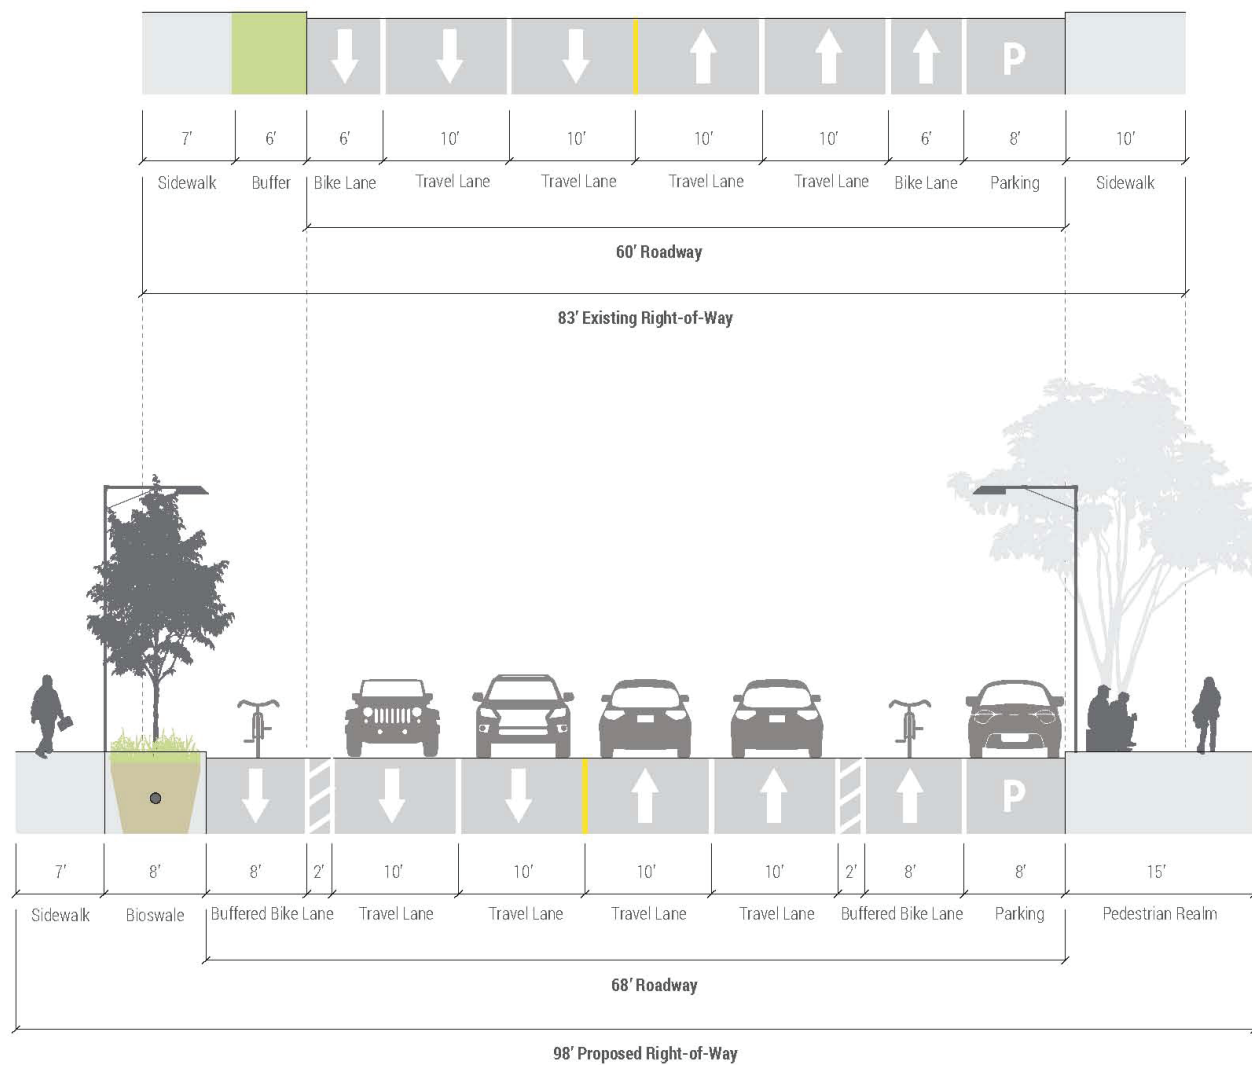 P
7' 6' 6' 10' 10' 10' 10' 6' 8' 10'
Sidewalk Buffer Bike Lane Travel Lane Travel Lane Travel Lane Travel Lane Bike Lane Parking Sidewalk
60' Roadway
83' Existing Right-of-Way
P
7' 8' 8' 2' 10' 10' 10' 10' 2' 8' 8' 15'
Sidewalk Bioswale Buffered Bike Lane Travel Lane Travel Lane Travel Lane Travel Lane Buffered Bike Lane Parking Pedestrian Realm
68' Roadway
98' Proposed Right-of-Way